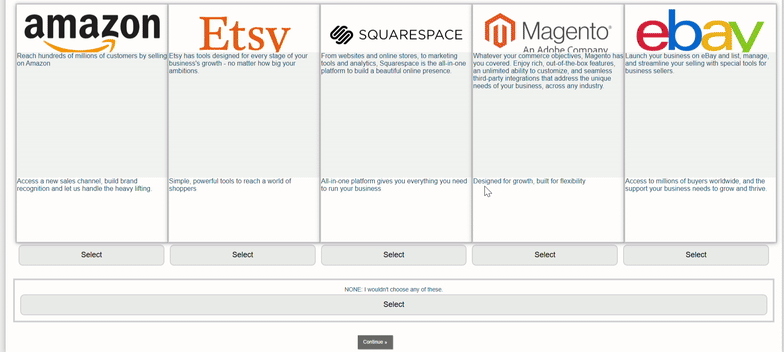 amazon
Reach hundreds of millions of customers by selling
on Amazon
Access a new sales channel, build brand
recognition and let us handle the heavy lifting.
Select
Etsy
Etsy has tools designed for every stage of your
business's growth - no matter how big your
ambitions.
Simple, powerful tools to reach a world of
shoppers
Select
SQUARESPACE
From websites and online stores, to marketing
tools and analytics, Squarespace is the all-in-one
platform to build a beautiful online presence.
All-in-one platform gives you everything you need
to run your business
Select
Magento®
An Adobe Company
Whatever your commerce objectives, Magento has
you covered. Enjoy rich, out-of-the-box features,
an unlimited ability to customize, and seamless
third-party integrations that address the unique
needs of your business, across any industry.
Designed for growth, built for flexibility
Select
ebay
Launch your business on eBay and list, manage,
and streamline your selling with special tools for
business sellers.
Access to millions of buyers worldwide, and the
support your business needs to grow and thrive.
Select
NONE: I wouldn't choose any of these.
Select
Continue »